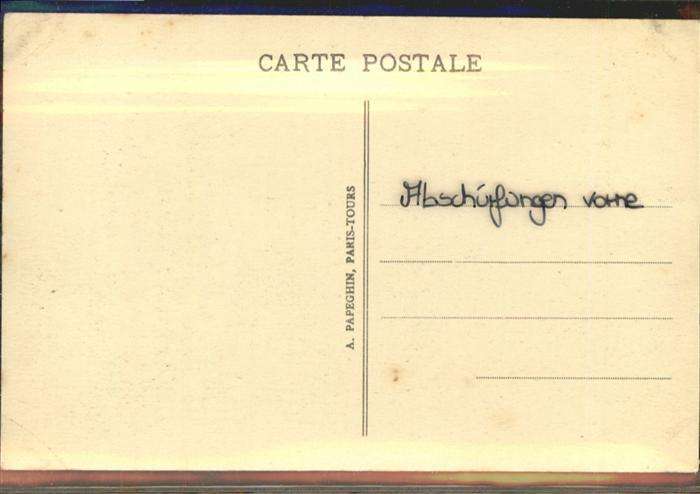 CARTE POSTALE
A. PAPEGHIN, PARIS-TOURS
Abschürfungen vorne